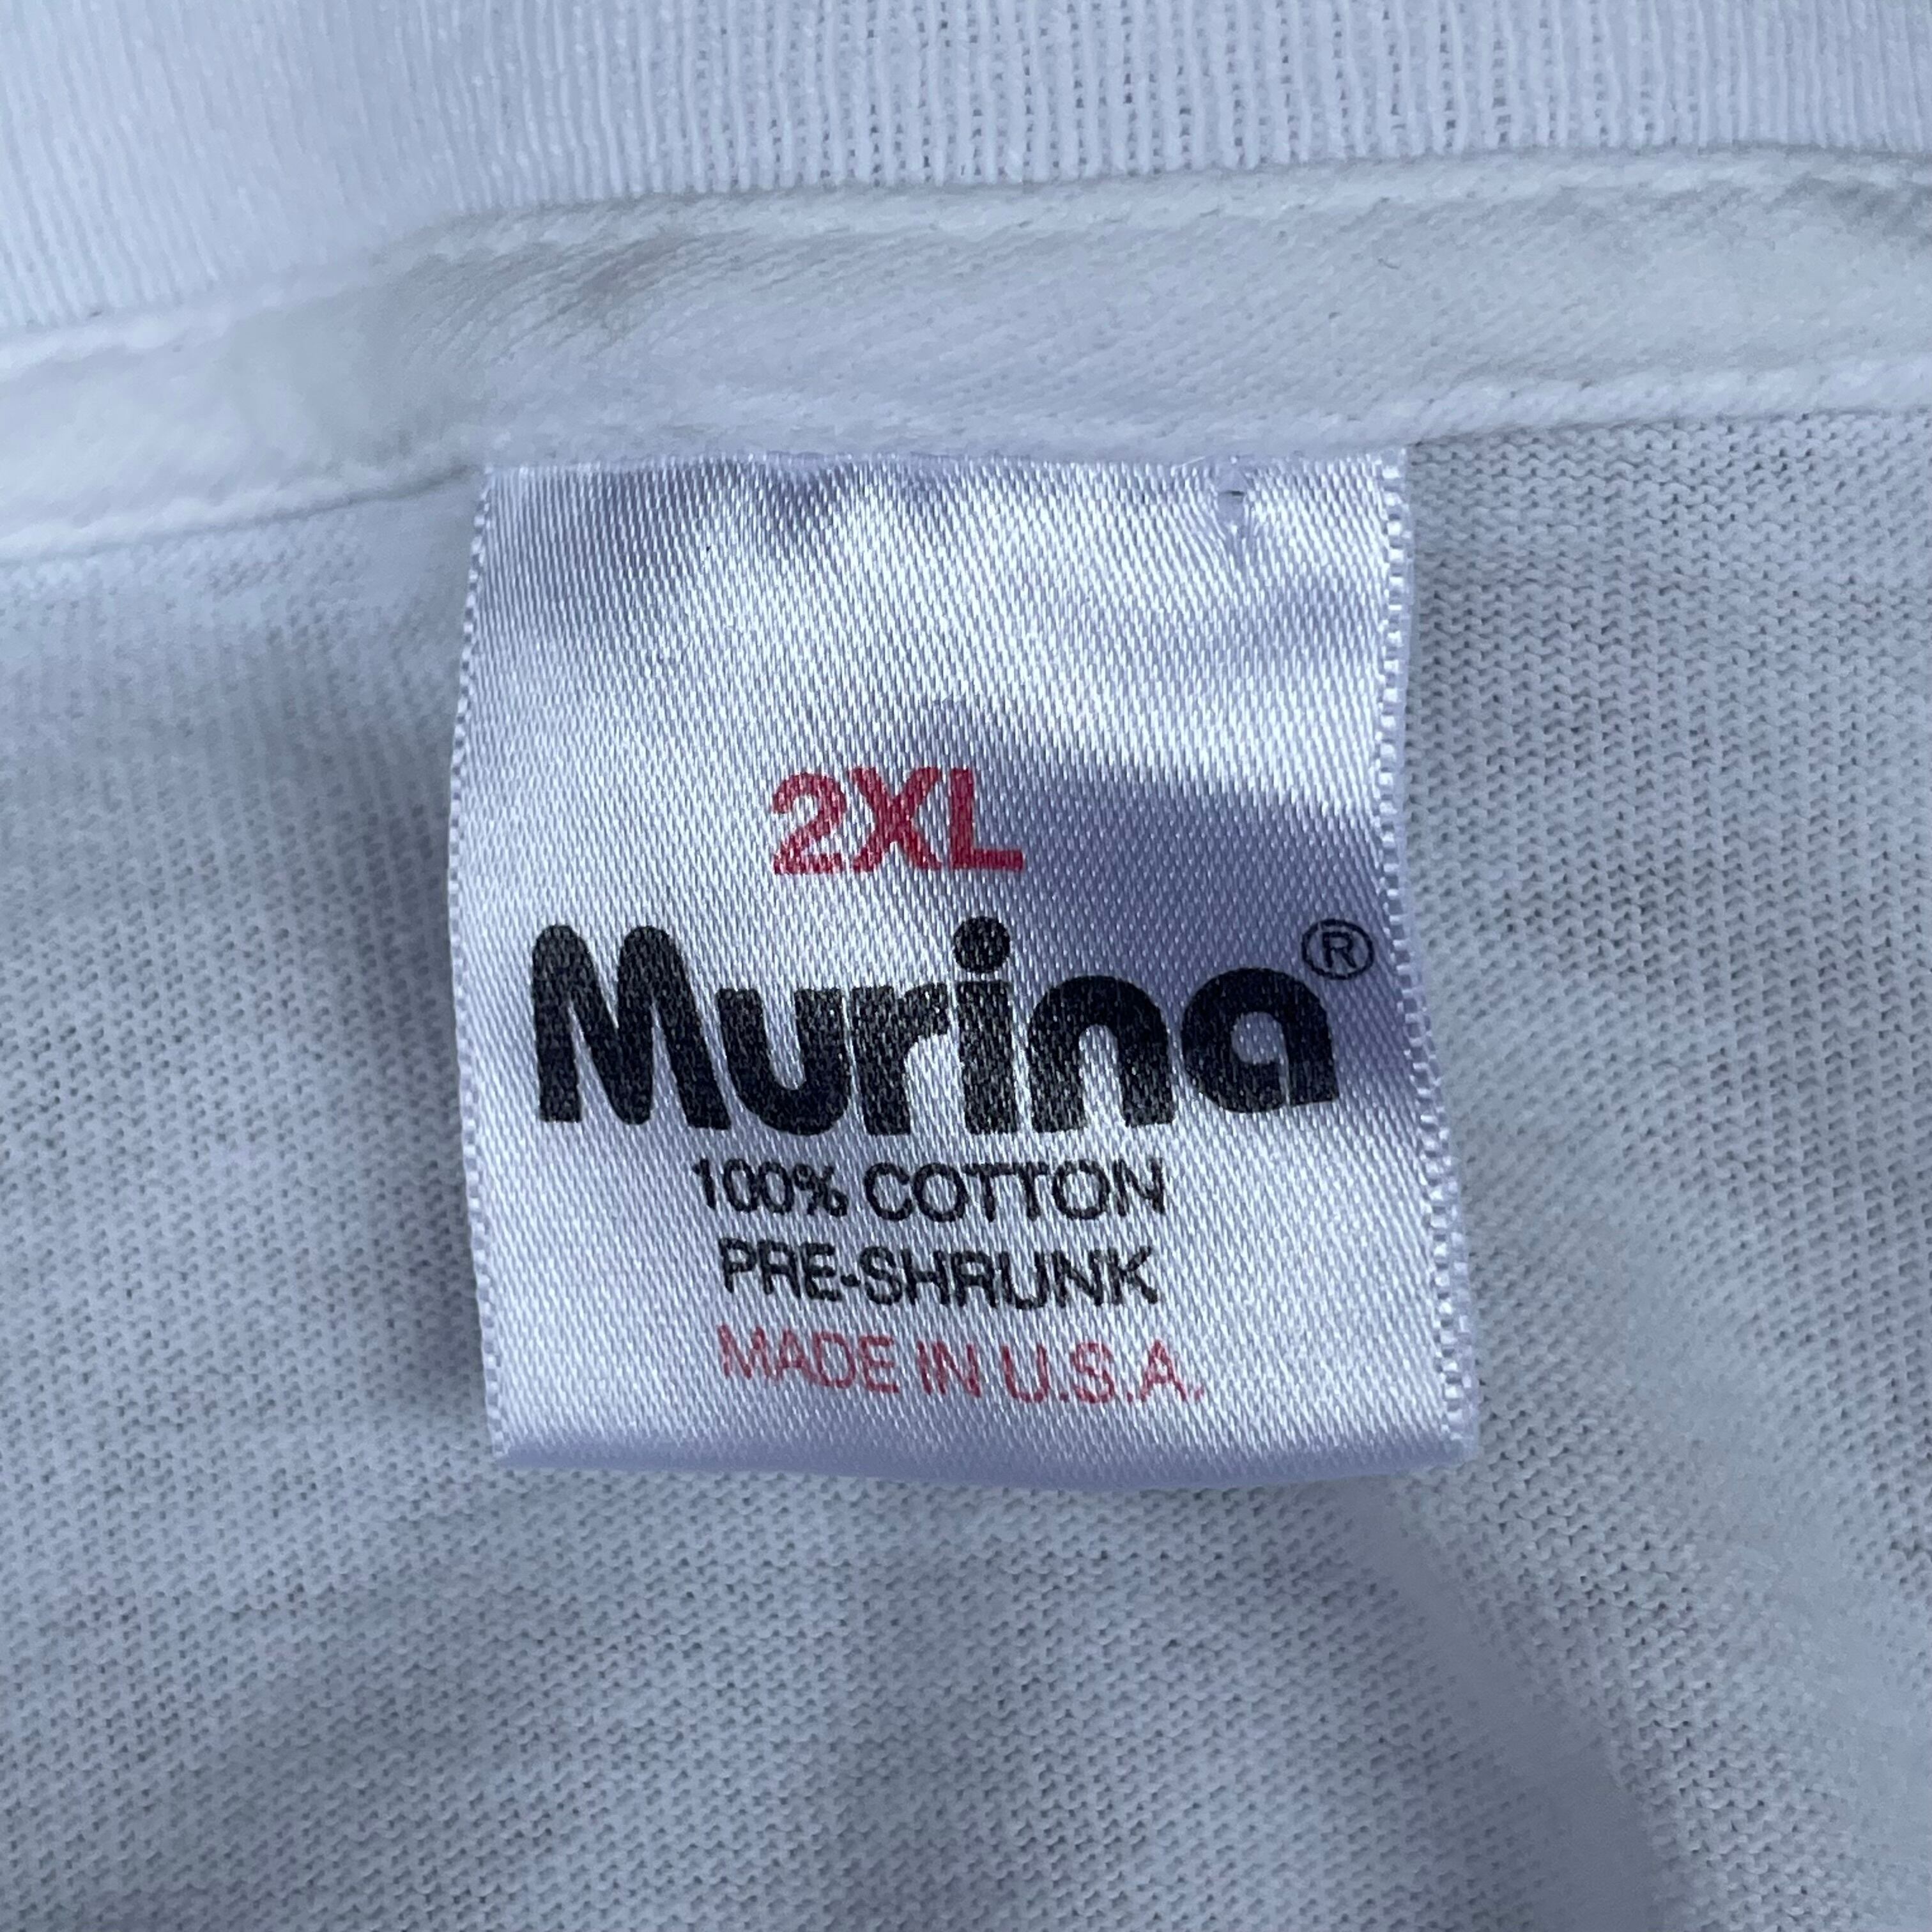 2XL
Murina®
100% COTTON
PRE-SHRUNK
MADE IN U.S.A.